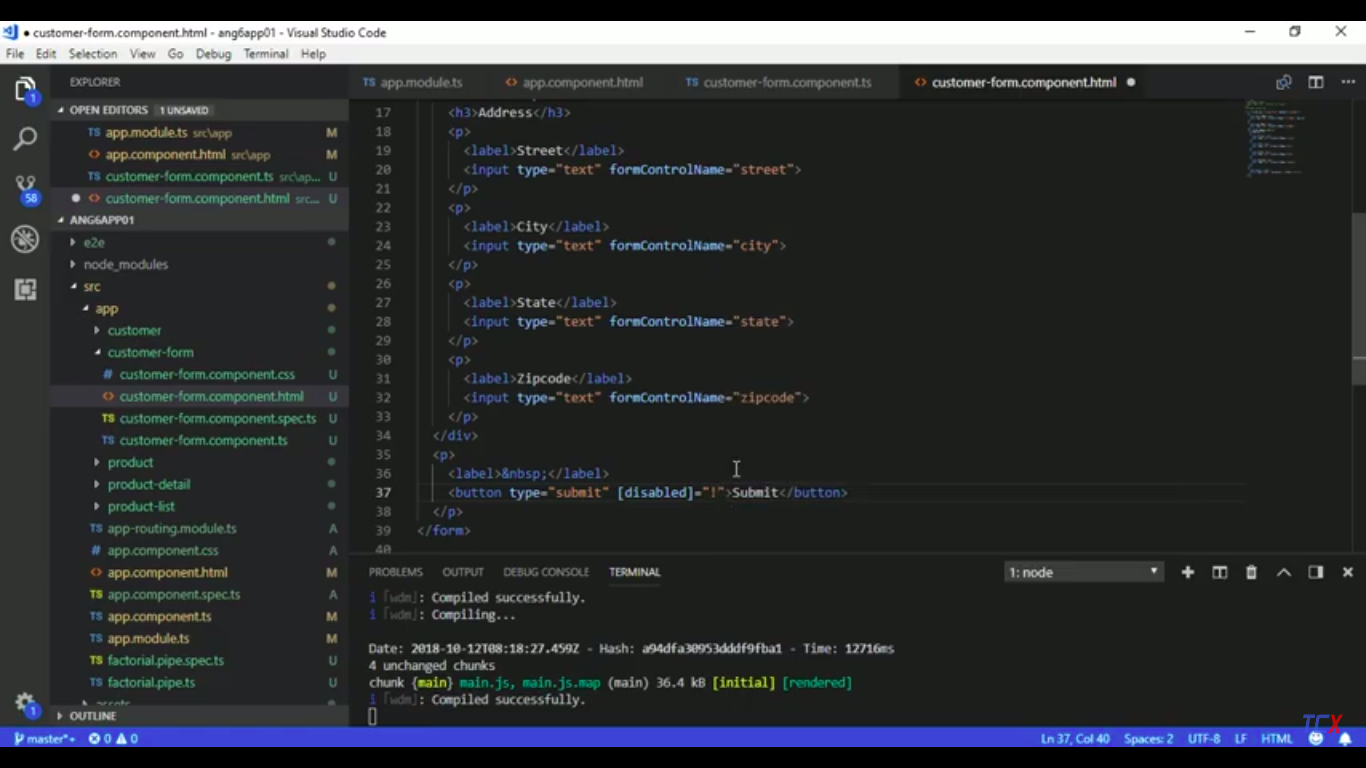 ● customer-form.component.html - ang6app01 - Visual Studio Code
File Edit Selection View Go Debug Terminal Help
EXPLORER
OPEN EDITORS 1 UNSAVED
TS app.module.ts src\app M
<> app.component.html src\app M
TS customer-form.component.ts src\ap... U
● <> customer-form.component.html src... U
ANG6APP01
e2e
node_modules
src
app
customer
customer-form
# customer-form.component.css U
<> customer-form.component.html U
TS customer-form.component.spec.ts U
TS customer-form.component.ts U
product
product-detail
product-list
TS app-routing.module.ts A
# app.component.css A
<> app.component.html M
TS app.component.spec.ts A
TS app.component.ts M
TS app.module.ts M
TS factorial.pipe.spec.ts U
TS factorial.pipe.ts U
OUTLINE
1
58
1
TS app.module.ts <> app.component.html TS customer-form.component.ts <> customer-form.component.html ●
17 <h3>Address</h3>
18 <p>
19 <label>Street</label>
20 <input type="text" formControlName="street">
21 </p>
22 <p>
23 <label>City</label>
24 <input type="text" formControlName="city">
25 </p>
26 <p>
27 <label>State</label>
28 <input type="text" formControlName="state">
29 </p>
30 <p>
31 <label>Zipcode</label>
32 <input type="text" formControlName="zipcode">
33 </p>
34 </div>
35 <p>
36 <label>&nbsp;</label>
37 <button type="submit" [disabled]="!">Submit</button>
38 </p>
39 </form>
40
PROBLEMS OUTPUT DEBUG CONSOLE TERMINAL 1: node
i ｢wdm｣: Compiled successfully.
i ｢wdm｣: Compiling...
Date: 2018-10-12T08:18:27.459Z - Hash: a94dfa30953dddf9fba1 - Time: 12716ms
4 unchanged chunks
chunk {main} main.js, main.js.map (main) 36.4 kB [initial] [rendered]
i ｢wdm｣: Compiled successfully.
TCX
master*+ 0 0 Ln 37, Col 40 Spaces: 2 UTF-8 LF HTML